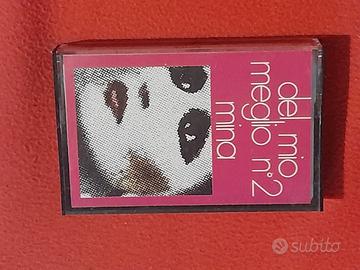 del mio
meglio n°2
mina
subito